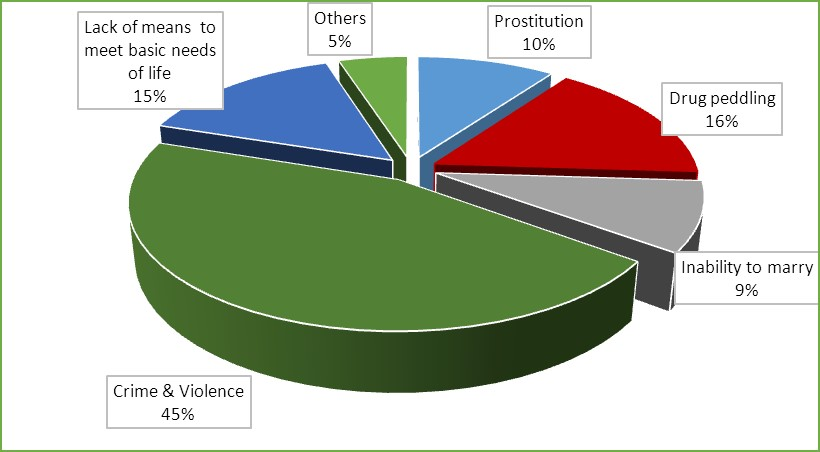 Others
5%
Prostitution
10%
Lack of means  to
meet basic needs
of life
15%
Drug peddling
16%
Inability to marry
9%
Crime & Violence
45%